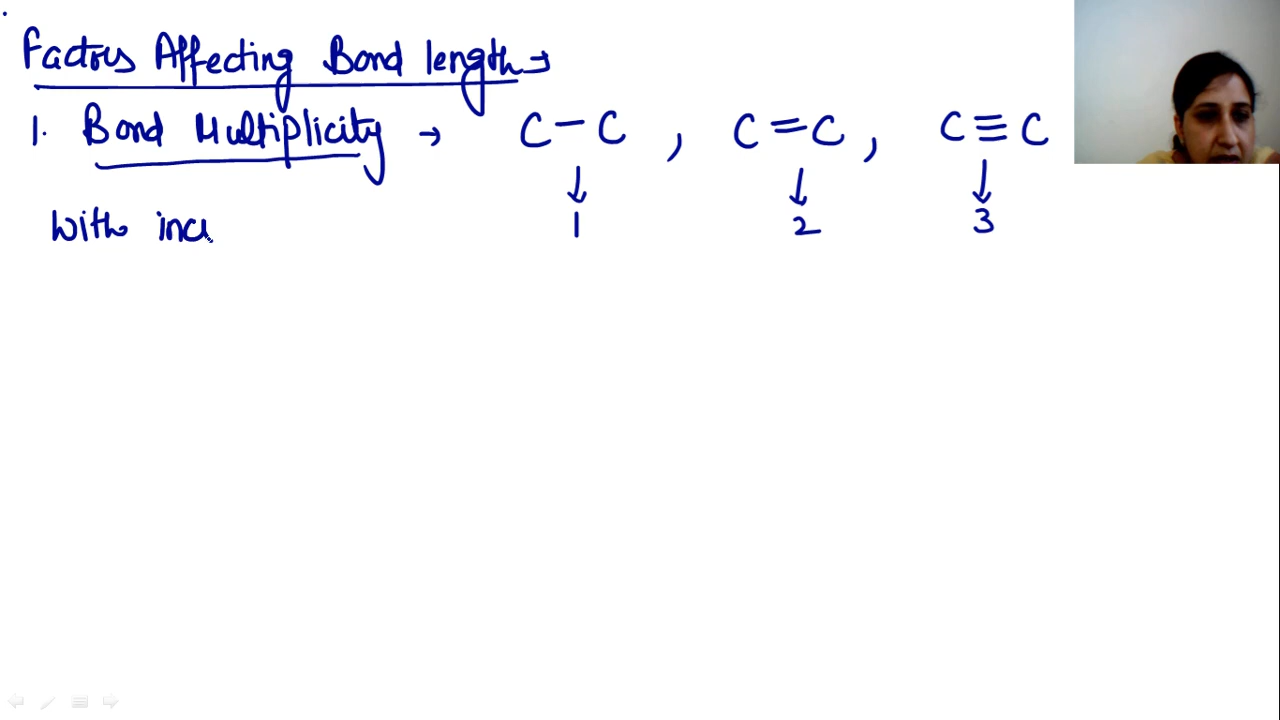 Factors Affecting Bond length →
1. Bond Multiplicity → C-C , C=C , C≡C
↓ ↓ ↓
With inc 1 2 3